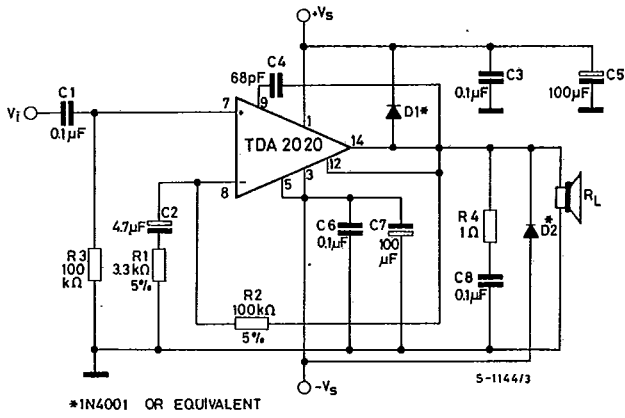 +Vs
C4
68pF
C3
0.1µF
C5
100µF
C1
Vi
0.1µF
7
+
9
1
D1*
TDA 2020
14
12
8
−
5
3
C2
4.7µF
R3
100
kΩ
R1
3.3kΩ
5%
C6
0.1µF
C7
100
µF
R4
1Ω
*
D2
RL
C8
0.1µF
R2
100kΩ
5%
−Vs
S-1144/3
*1N4001 OR EQUIVALENT